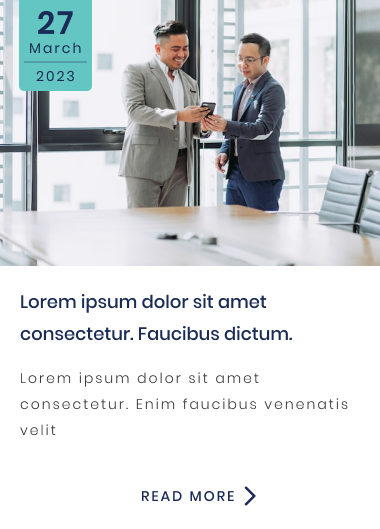 27
March
2023
Lorem ipsum dolor sit amet
consectetur. Faucibus dictum.
Lorem ipsum dolor sit amet
consectetur. Enim faucibus venenatis
velit
READ MORE